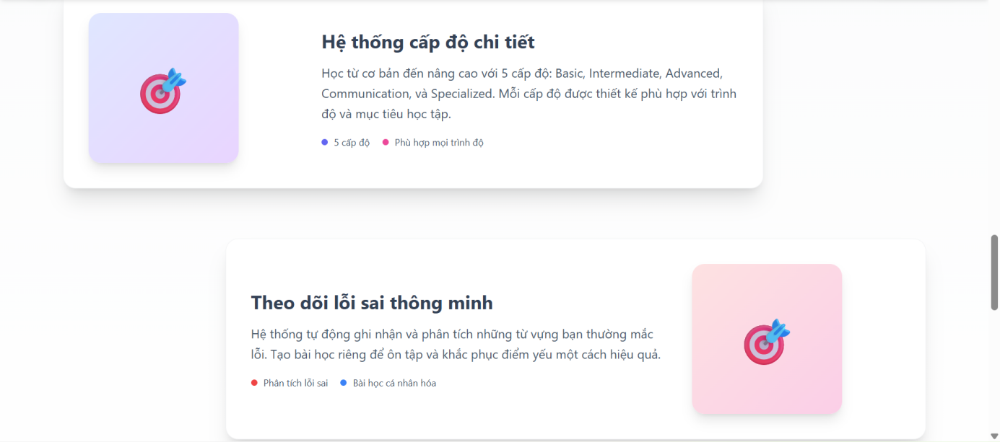 Hệ thống cấp độ chi tiết
Học từ cơ bản đến nâng cao với 5 cấp độ: Basic, Intermediate, Advanced,
Communication, và Specialized. Mỗi cấp độ được thiết kế phù hợp với trình
độ và mục tiêu học tập.
5 cấp độ Phù hợp mọi trình độ
Theo dõi lỗi sai thông minh
Hệ thống tự động ghi nhận và phân tích những từ vựng bạn thường mắc
lỗi. Tạo bài học riêng để ôn tập và khắc phục điểm yếu một cách hiệu quả.
Phân tích lỗi sai Bài học cá nhân hóa